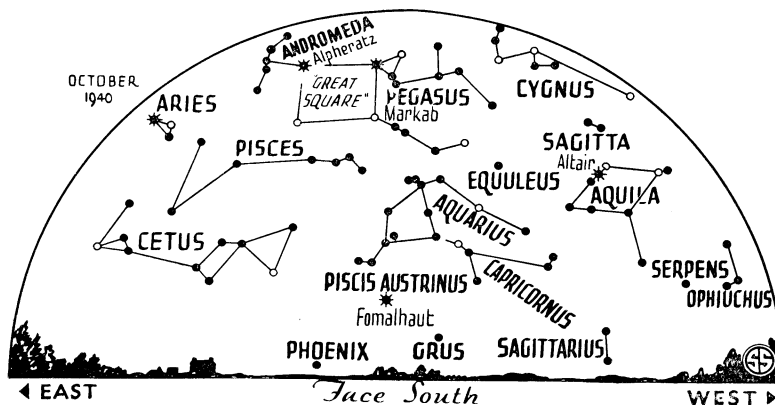 ANDROMEDA
Alpheratz
OCTOBER
1940
ARIES
"GREAT
SQUARE"
PEGASUS
Markab
CYGNUS
SAGITTA
Altair
PISCES
EQUULEUS
AQUILA
AQUARIUS
CETUS
PISCIS AUSTRINUS
CAPRICORNUS
SERPENS
OPHIUCHUS
Fomalhaut
PHOENIX
GRUS
SAGITTARIUS
SS
EAST
Face South
WEST